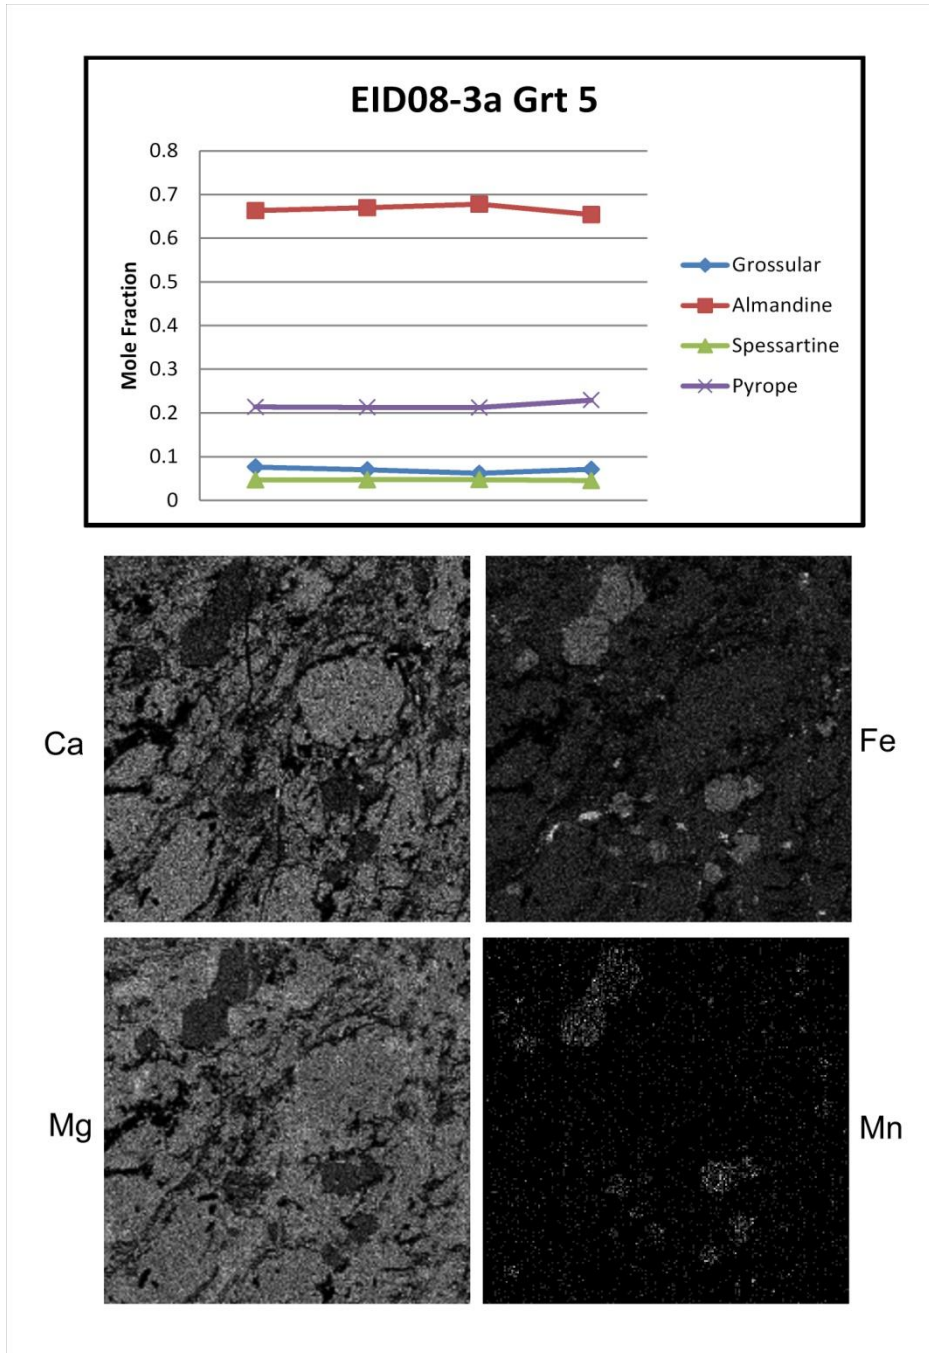 EID08-3a Grt 5
Mole Fraction
0.8
0.7
0.6
0.5
0.4
0.3
0.2
0.1
0
Grossular
Almandine
Spessartine
Pyrope
Ca
Fe
Mg
Mn